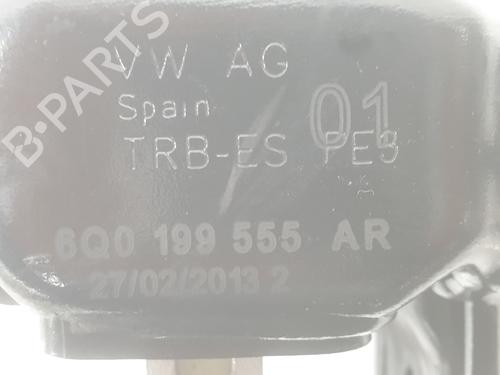 B-PARTS
VW AG
Spain 01
TRB-ES PE3
6Q0 199 555 AR
27/02/2013 2